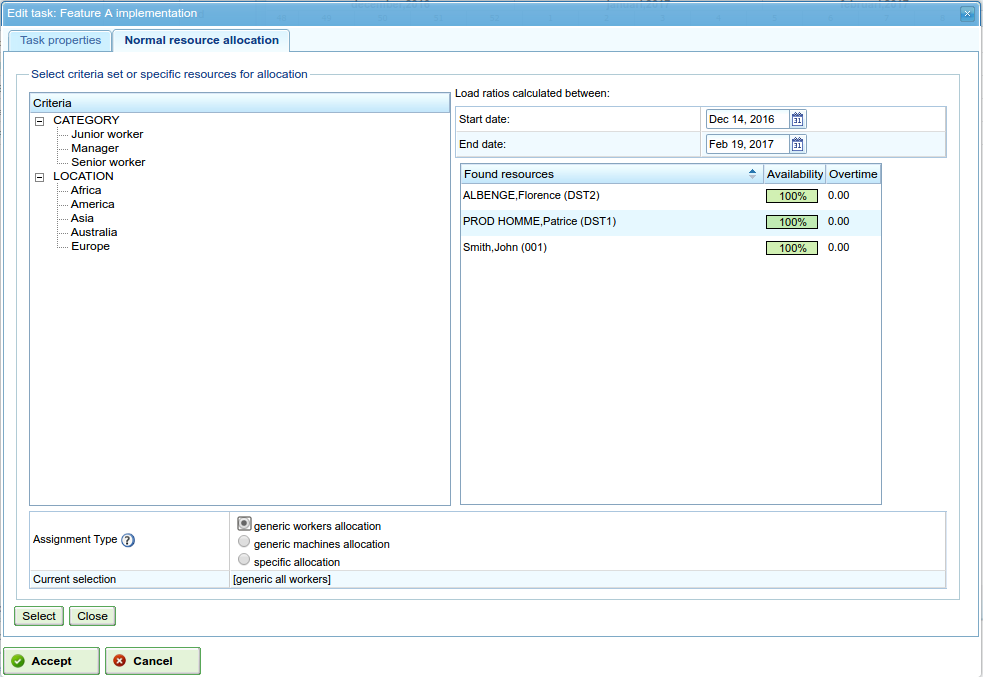 Edit task: Feature A implementation
Task properties
Normal resource allocation
Select criteria set or specific resources for allocation
Criteria
CATEGORY
Junior worker
Manager
Senior worker
LOCATION
Africa
America
Asia
Australia
Europe
Load ratios calculated between:
Start date: Dec 14, 2016 31
End date: Feb 19, 2017 31
Found resources Availability Overtime
ALBENGE,Florence (DST2) 100% 0.00
PROD HOMME,Patrice (DST1) 100% 0.00
Smith,John (001) 100% 0.00
Assignment Type ?
generic workers allocation
generic machines allocation
specific allocation
Current selection [generic all workers]
Select Close
Accept Cancel